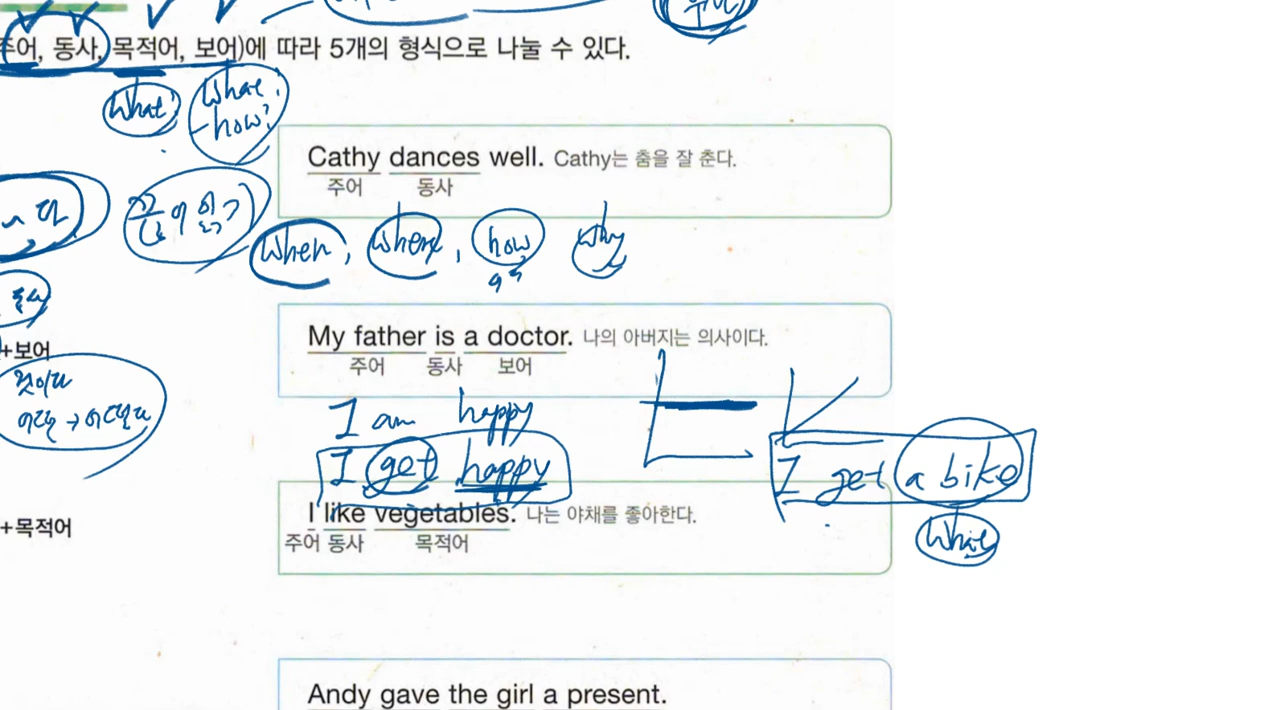 주어, 동사, 목적어, 보어)에 따라 5개의 형식으로 나눌 수 있다.
what? what? how?
Cathy dances well. Cathy는 춤을 잘 춘다.
주어 동사
끊어 읽기
when, where, how why
My father is a doctor. 나의 아버지는 의사이다.
+보어
주어 동사 보어
I am happy
I get happy
I get a bike
I like vegetables. 나는 야채를 좋아한다.
+목적어
주어 동사 목적어
what
Andy gave the girl a present.